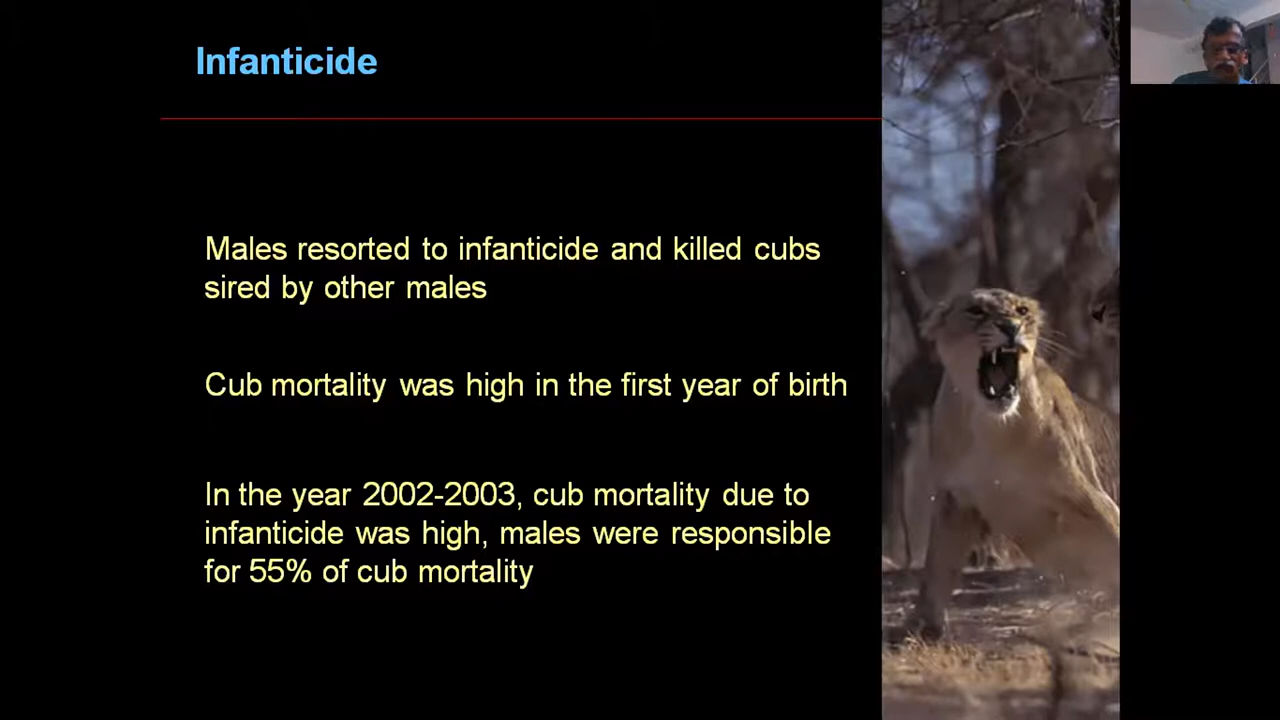 Infanticide
Males resorted to infanticide and killed cubs
sired by other males
Cub mortality was high in the first year of birth
In the year 2002-2003, cub mortality due to
infanticide was high, males were responsible
for 55% of cub mortality